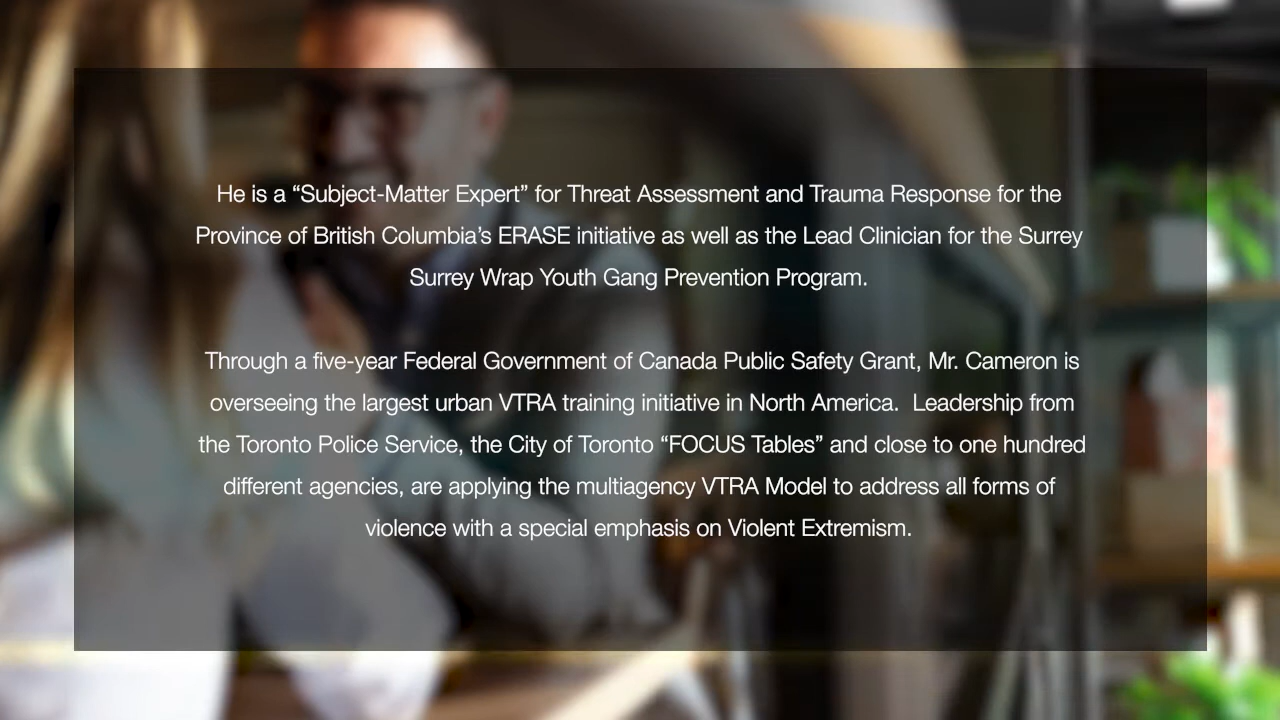 He is a “Subject-Matter Expert” for Threat Assessment and Trauma Response for the
Province of British Columbia’s ERASE initiative as well as the Lead Clinician for the Surrey
Surrey Wrap Youth Gang Prevention Program.
Through a five-year Federal Government of Canada Public Safety Grant, Mr. Cameron is
overseeing the largest urban VTRA training initiative in North America.  Leadership from
the Toronto Police Service, the City of Toronto “FOCUS Tables” and close to one hundred
different agencies, are applying the multiagency VTRA Model to address all forms of
violence with a special emphasis on Violent Extremism.